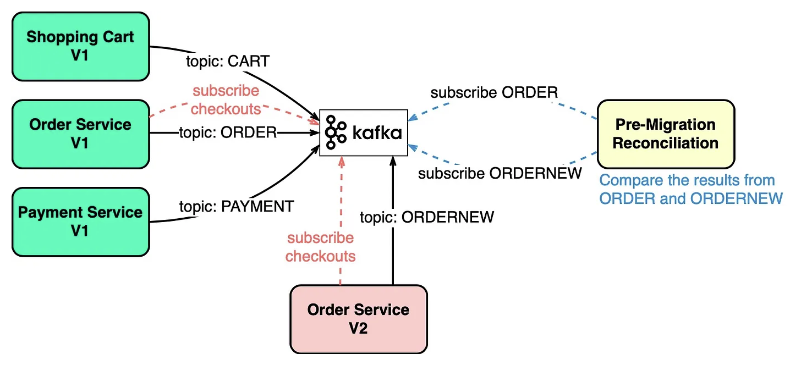 Shopping Cart
V1
topic: CART
subscribe
checkouts
Order Service
V1
topic: ORDER
kafka
subscribe ORDER
Pre-Migration
Reconciliation
subscribe ORDERNEW
Compare the results from
ORDER and ORDERNEW
Payment Service
V1
topic: PAYMENT
subscribe
checkouts
topic: ORDERNEW
Order Service
V2